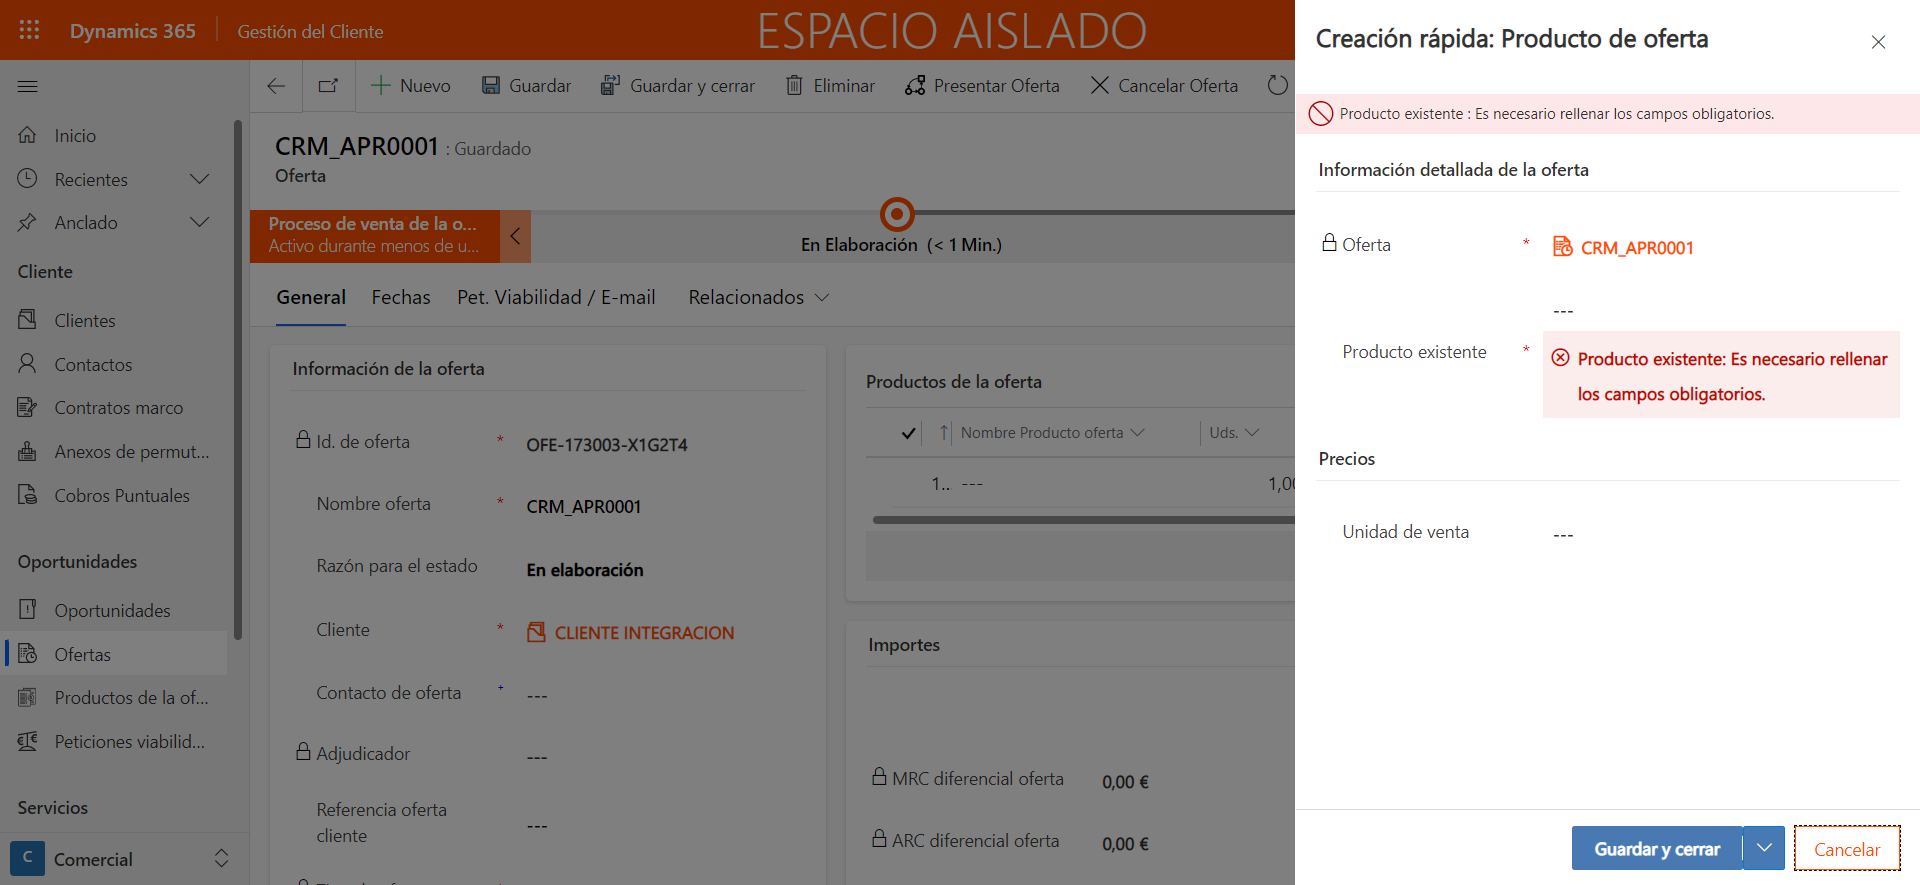 Dynamics 365
Gestión del Cliente
ESPACIO AISLADO
Nuevo
Guardar
Guardar y cerrar
Eliminar
Presentar Oferta
Cancelar Oferta
Inicio
Recientes
Anclado
Cliente
Clientes
Contactos
Contratos marco
Anexos de permut...
Cobros Puntuales
Oportunidades
Oportunidades
Ofertas
Productos de la of...
Peticiones viabilid...
Servicios
C
Comercial
CRM_APR0001 : Guardado
Oferta
Proceso de venta de la o...
Activo durante menos de u...
En Elaboración (< 1 Min.)
General
Fechas
Pet. Viabilidad / E-mail
Relacionados
Información de la oferta
Id. de oferta * OFE-173003-X1G2T4
Nombre oferta * CRM_APR0001
Razón para el estado En elaboración
Cliente * CLIENTE INTEGRACION
Contacto de oferta + ---
Adjudicador ---
Referencia oferta
cliente ---
Productos de la oferta
Nombre Producto oferta
Uds.
1.. --- 1,00
Importes
MRC diferencial oferta 0,00 €
ARC diferencial oferta 0,00 €
Creación rápida: Producto de oferta
Producto existente : Es necesario rellenar los campos obligatorios.
Información detallada de la oferta
Oferta * CRM_APR0001
---
Producto existente *
Producto existente: Es necesario rellenar
los campos obligatorios.
Precios
Unidad de venta ---
Guardar y cerrar
Cancelar